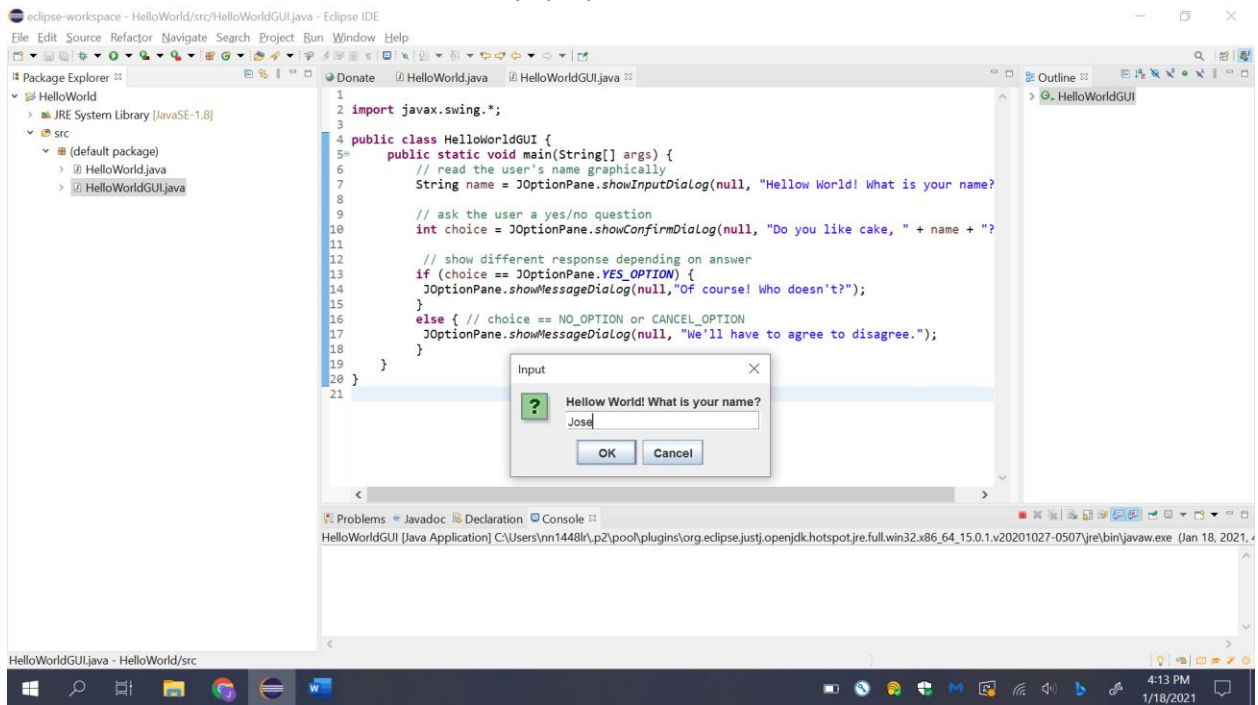 eclipse-workspace - HelloWorld/src/HelloWorldGUI.java - Eclipse IDE
File Edit Source Refactor Navigate Search Project Run Window Help
Package Explorer
Donate HelloWorld.java HelloWorldGUI.java
Outline
HelloWorld
JRE System Library [JavaSE-1.8]
src
(default package)
HelloWorld.java
HelloWorldGUI.java
HelloWorldGUI
1
2 import javax.swing.*;
3
4 public class HelloWorldGUI {
5 public static void main(String[] args) {
6 // read the user's name graphically
7 String name = JOptionPane.showInputDialog(null, "Hellow World! What is your name?
8
9 // ask the user a yes/no question
10 int choice = JOptionPane.showConfirmDialog(null, "Do you like cake, " + name + "?
11
12 // show different response depending on answer
13 if (choice == JOptionPane.YES_OPTION) {
14 JOptionPane.showMessageDialog(null,"Of course! Who doesn't?");
15 }
16 else { // choice == NO_OPTION or CANCEL_OPTION
17 JOptionPane.showMessageDialog(null, "We'll have to agree to disagree.");
18 }
19 }
20 }
21
Input
Hellow World! What is your name?
Jose
OK Cancel
Problems Javadoc Declaration Console
HelloWorldGUI [Java Application] C:\Users\nn1448lr\.p2\pool\plugins\org.eclipse.justj.openjdk.hotspot.jre.full.win32.x86_64_15.0.1.v20201027-0507\jre\bin\javaw.exe (Jan 18, 2021,
HelloWorldGUI.java - HelloWorld/src
4:13 PM
1/18/2021